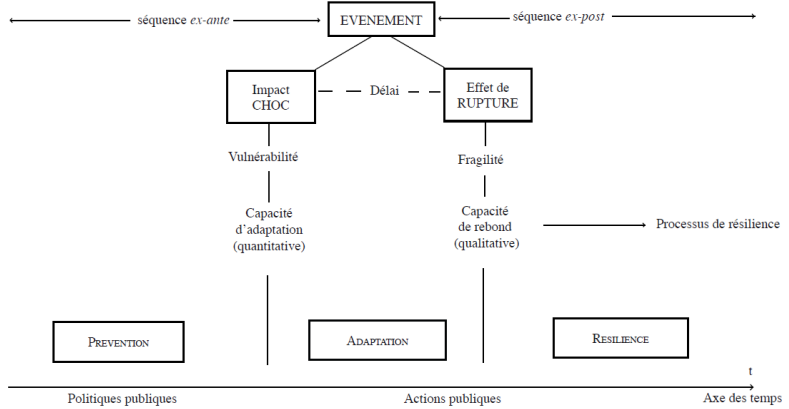 séquence ex-ante
EVENEMENT
séquence ex-post
Impact
CHOC
Délai
Effet de
RUPTURE
Vulnérabilité
Fragilité
Capacité
d’adaptation
(quantitative)
Capacité
de rebond
(qualitative)
Processus de résilience
PREVENTION
ADAPTATION
RESILIENCE
t
Politiques publiques
Actions publiques
Axe des temps